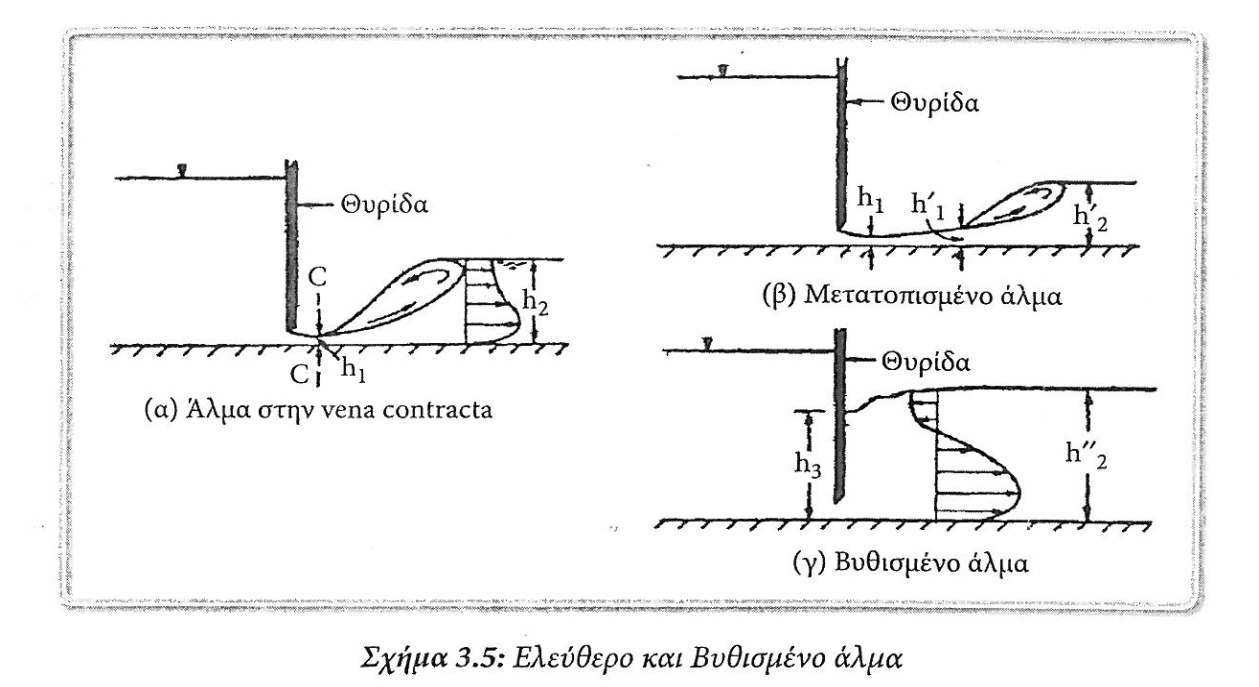 Θυρίδα
C
h₂
C
h₁
(α) Άλμα στην vena contracta
Θυρίδα
h₁
h′₁
h′₂
(β) Μετατοπισμένο άλμα
Θυρίδα
h₃
h″₂
(γ) Βυθισμένο άλμα
Σχήμα 3.5: Ελεύθερο και Βυθισμένο άλμα